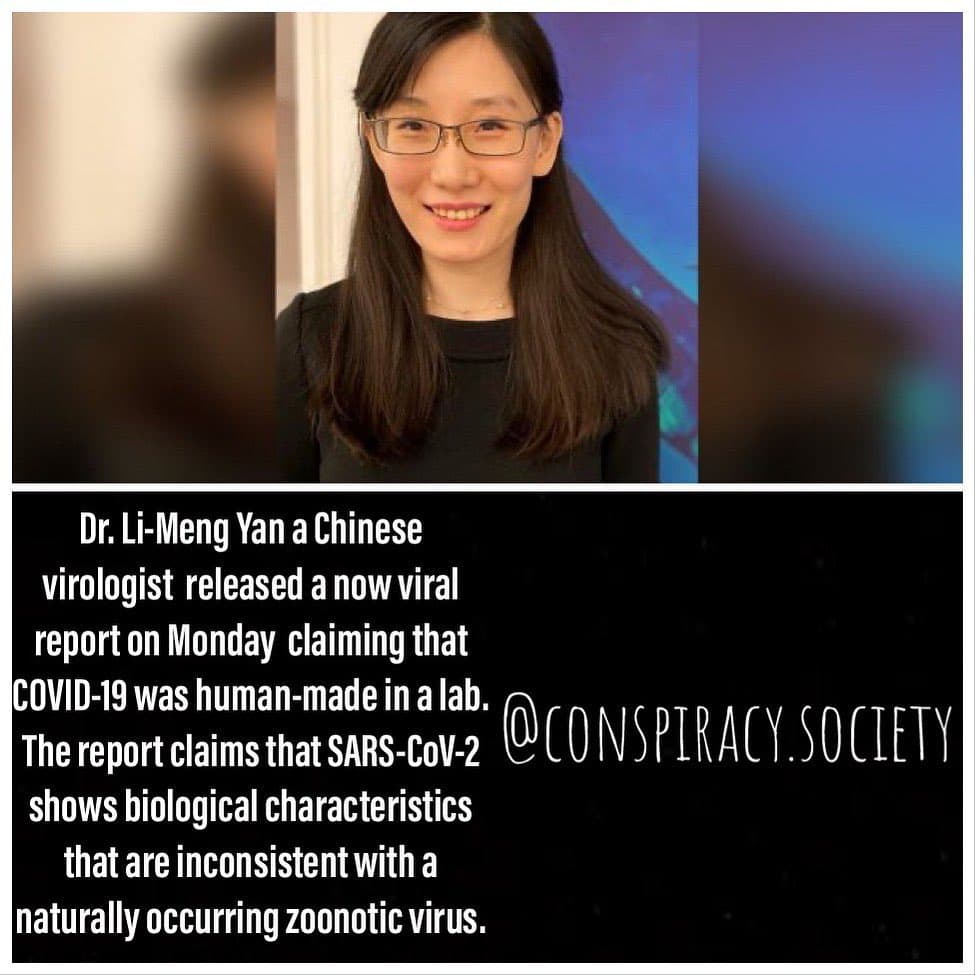 Dr. Li-Meng Yan a Chinese
virologist released a now viral
report on Monday claiming that
COVID-19 was human-made in a lab.
The report claims that SARS-CoV-2
shows biological characteristics
that are inconsistent with a
naturally occurring zoonotic virus.
@CONSPIRACY.SOCIETY